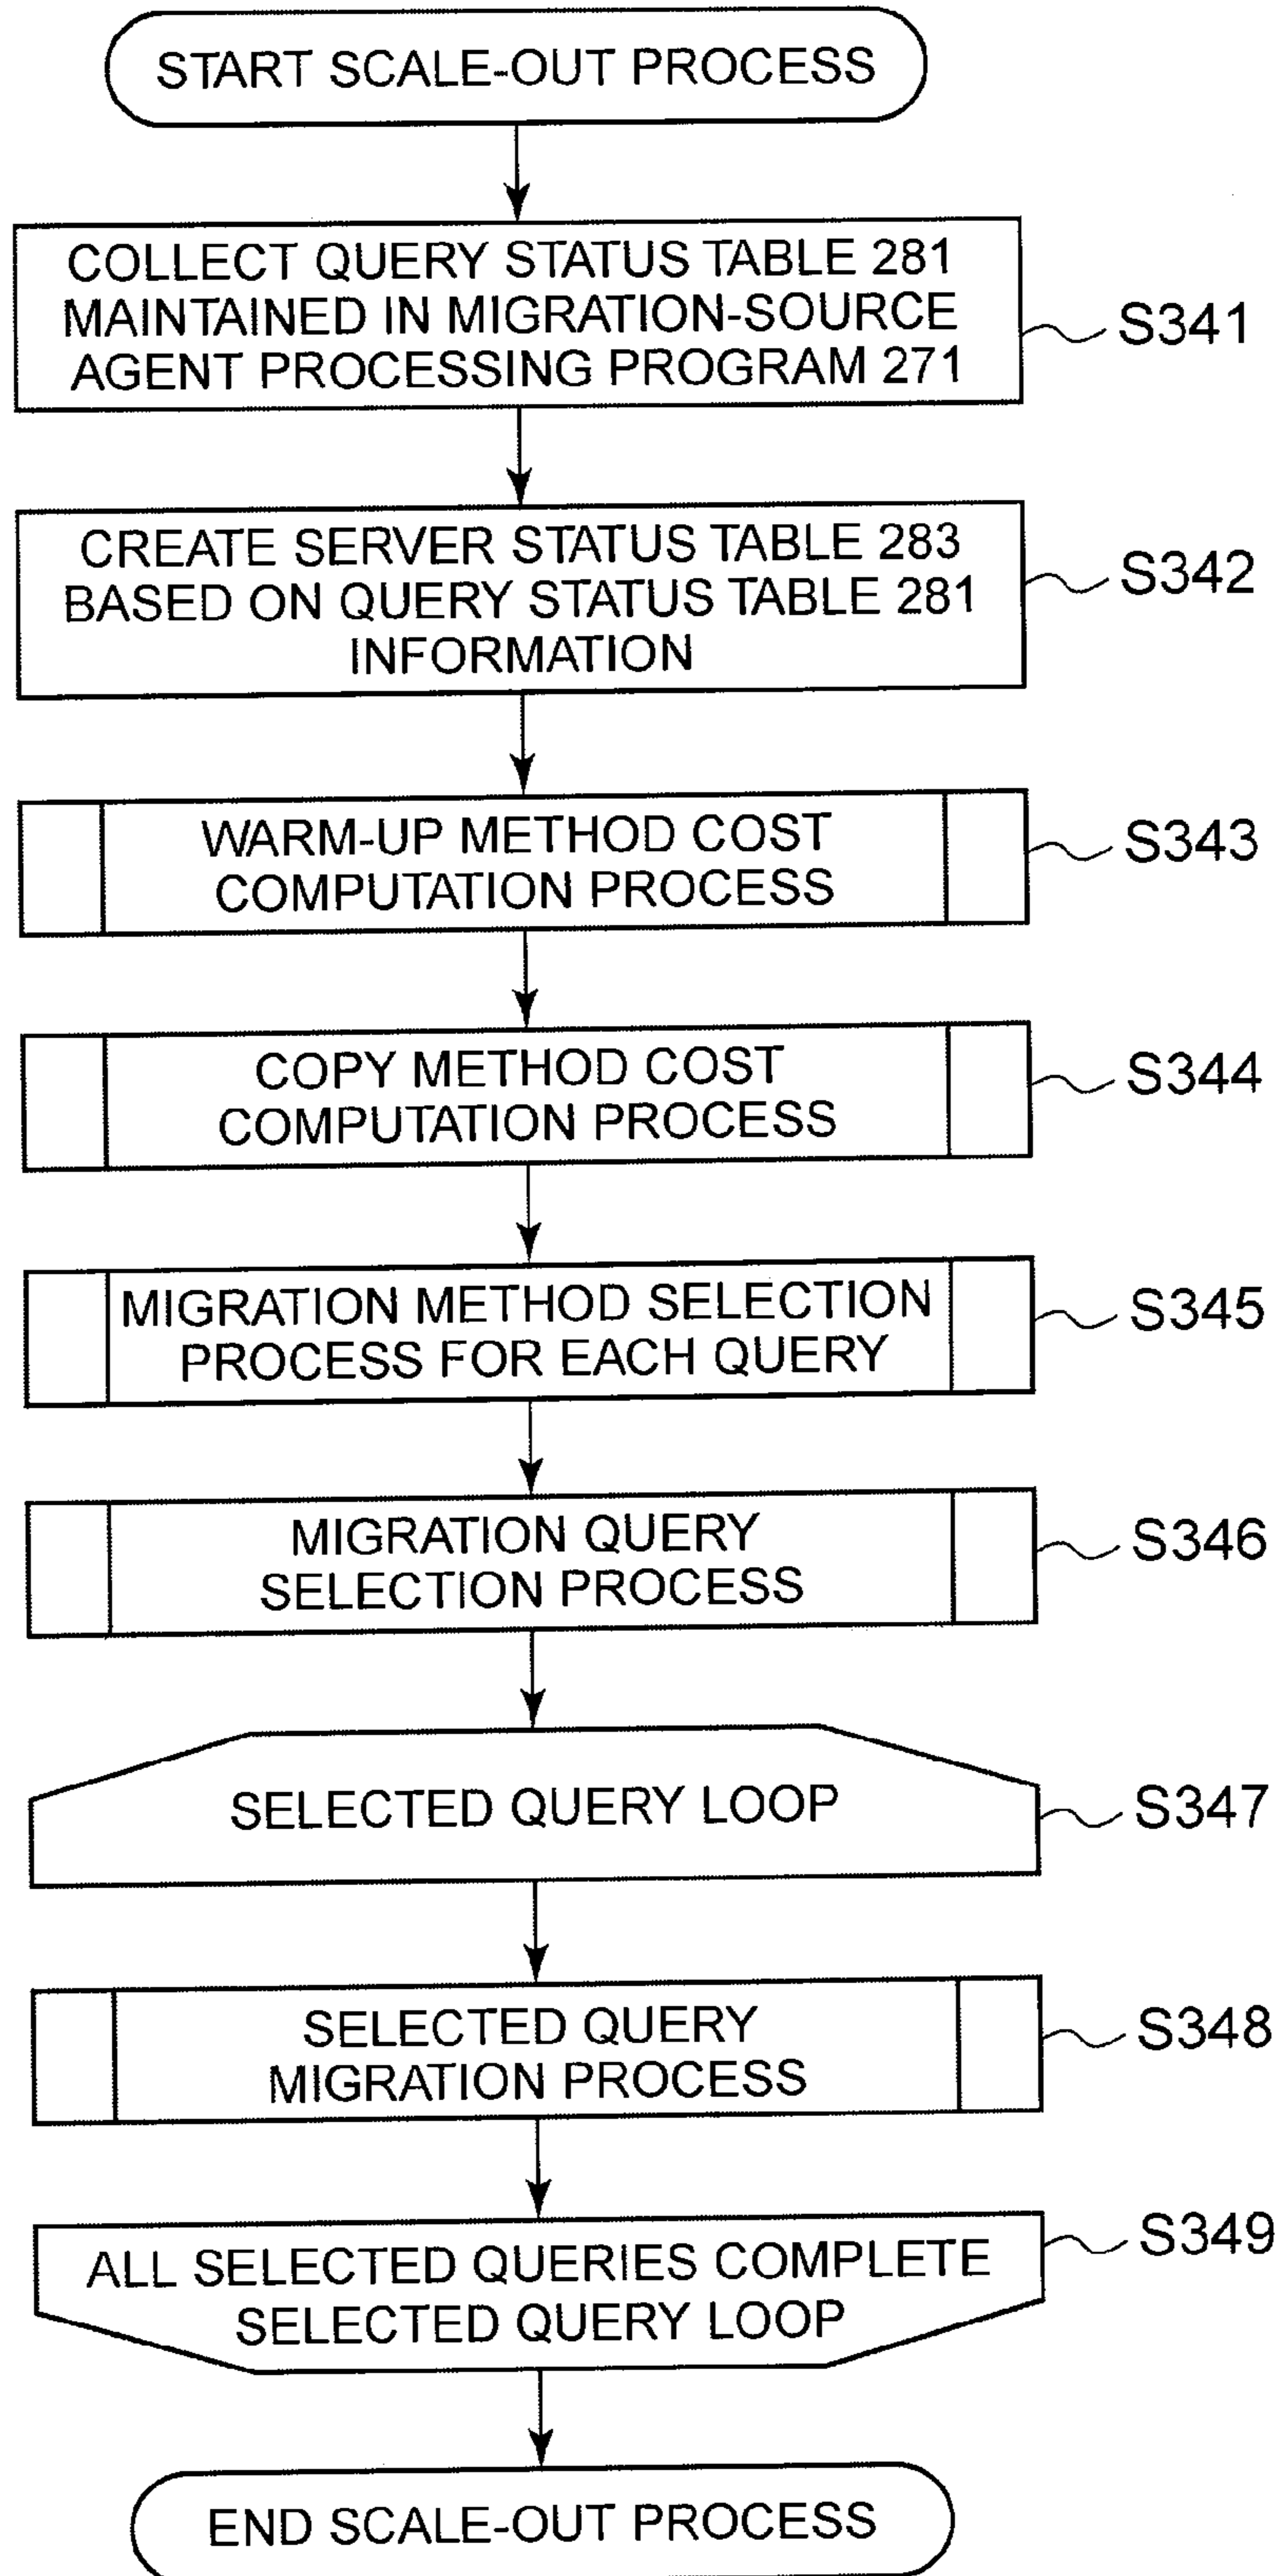 START SCALE-OUT PROCESS
COLLECT QUERY STATUS TABLE 281
MAINTAINED IN MIGRATION-SOURCE
AGENT PROCESSING PROGRAM 271
S341
CREATE SERVER STATUS TABLE 283
BASED ON QUERY STATUS TABLE 281
INFORMATION
S342
WARM-UP METHOD COST
COMPUTATION PROCESS
S343
COPY METHOD COST
COMPUTATION PROCESS
S344
MIGRATION METHOD SELECTION
PROCESS FOR EACH QUERY
S345
MIGRATION QUERY
SELECTION PROCESS
S346
SELECTED QUERY LOOP
S347
SELECTED QUERY
MIGRATION PROCESS
S348
ALL SELECTED QUERIES COMPLETE
SELECTED QUERY LOOP
S349
END SCALE-OUT PROCESS